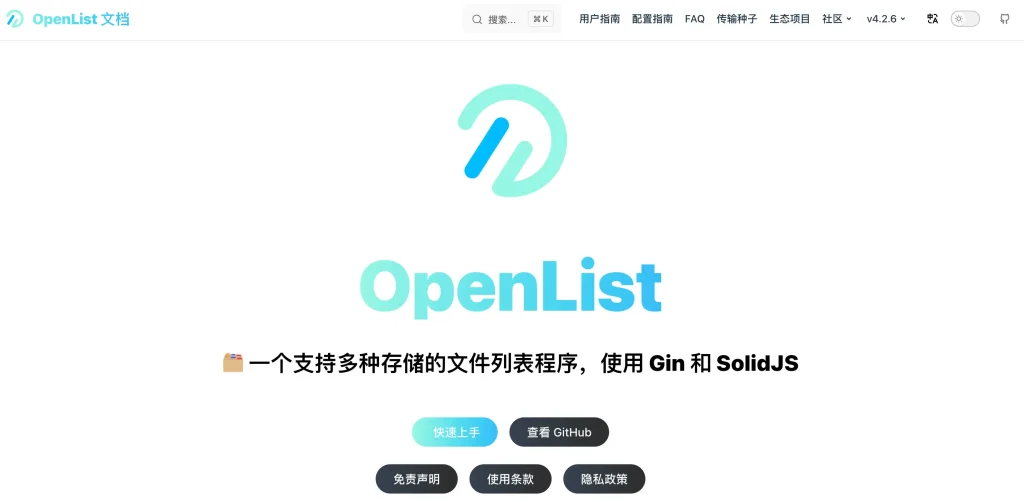 OpenList 文档
搜索... ⌘ K 用户指南 配置指南 FAQ 传输种子 生态项目 社区 v4.2.6
OpenList
一个支持多种存储的文件列表程序，使用 Gin 和 SolidJS
快速上手 查看 GitHub
免责声明 使用条款 隐私政策